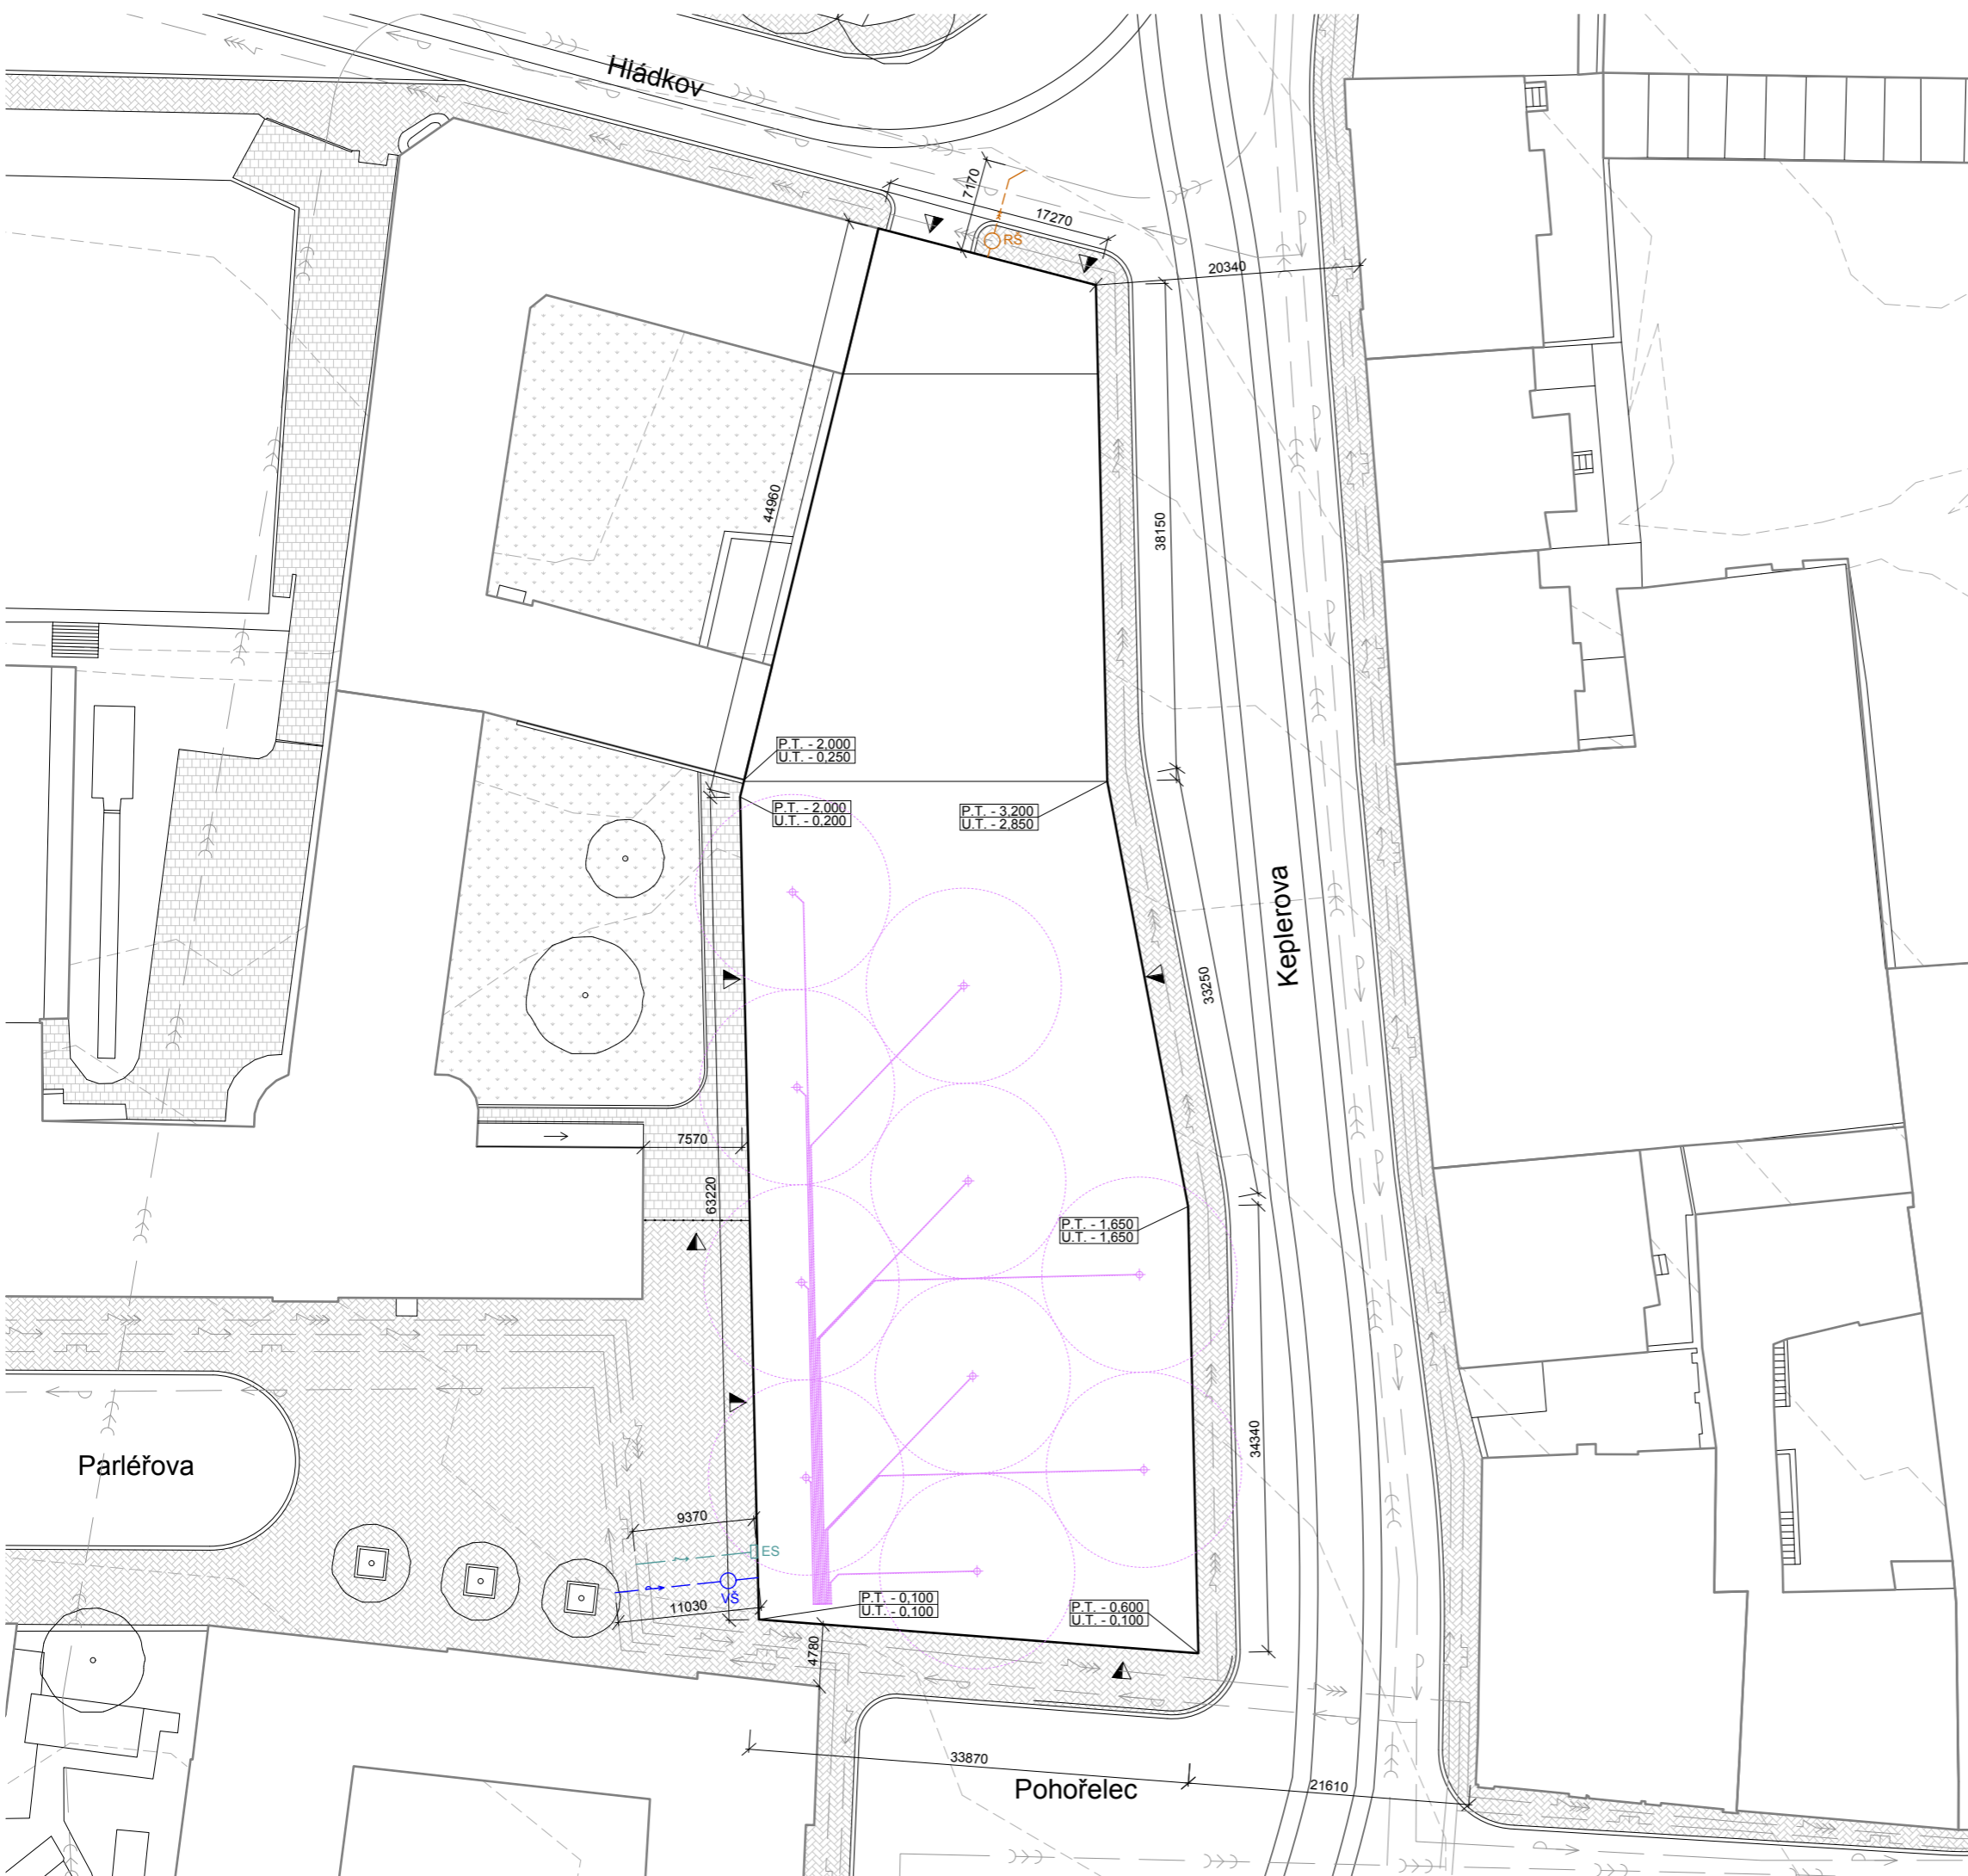 Hládkov
7170
17270
RŠ
20340
44960
38150
P.T. - 2,000
U.T. - 0,250
P.T. - 2,000
U.T. - 0,200
P.T. - 3,200
U.T. - 2,850
Keplerova
33250
7570
63220
P.T. - 1,650
U.T. - 1,650
34340
Parléřova
9370
ES
VŠ
11030
P.T. - 0,100
U.T. - 0,100
P.T. - 0,600
U.T. - 0,100
4780
33870
Pohořelec
21610